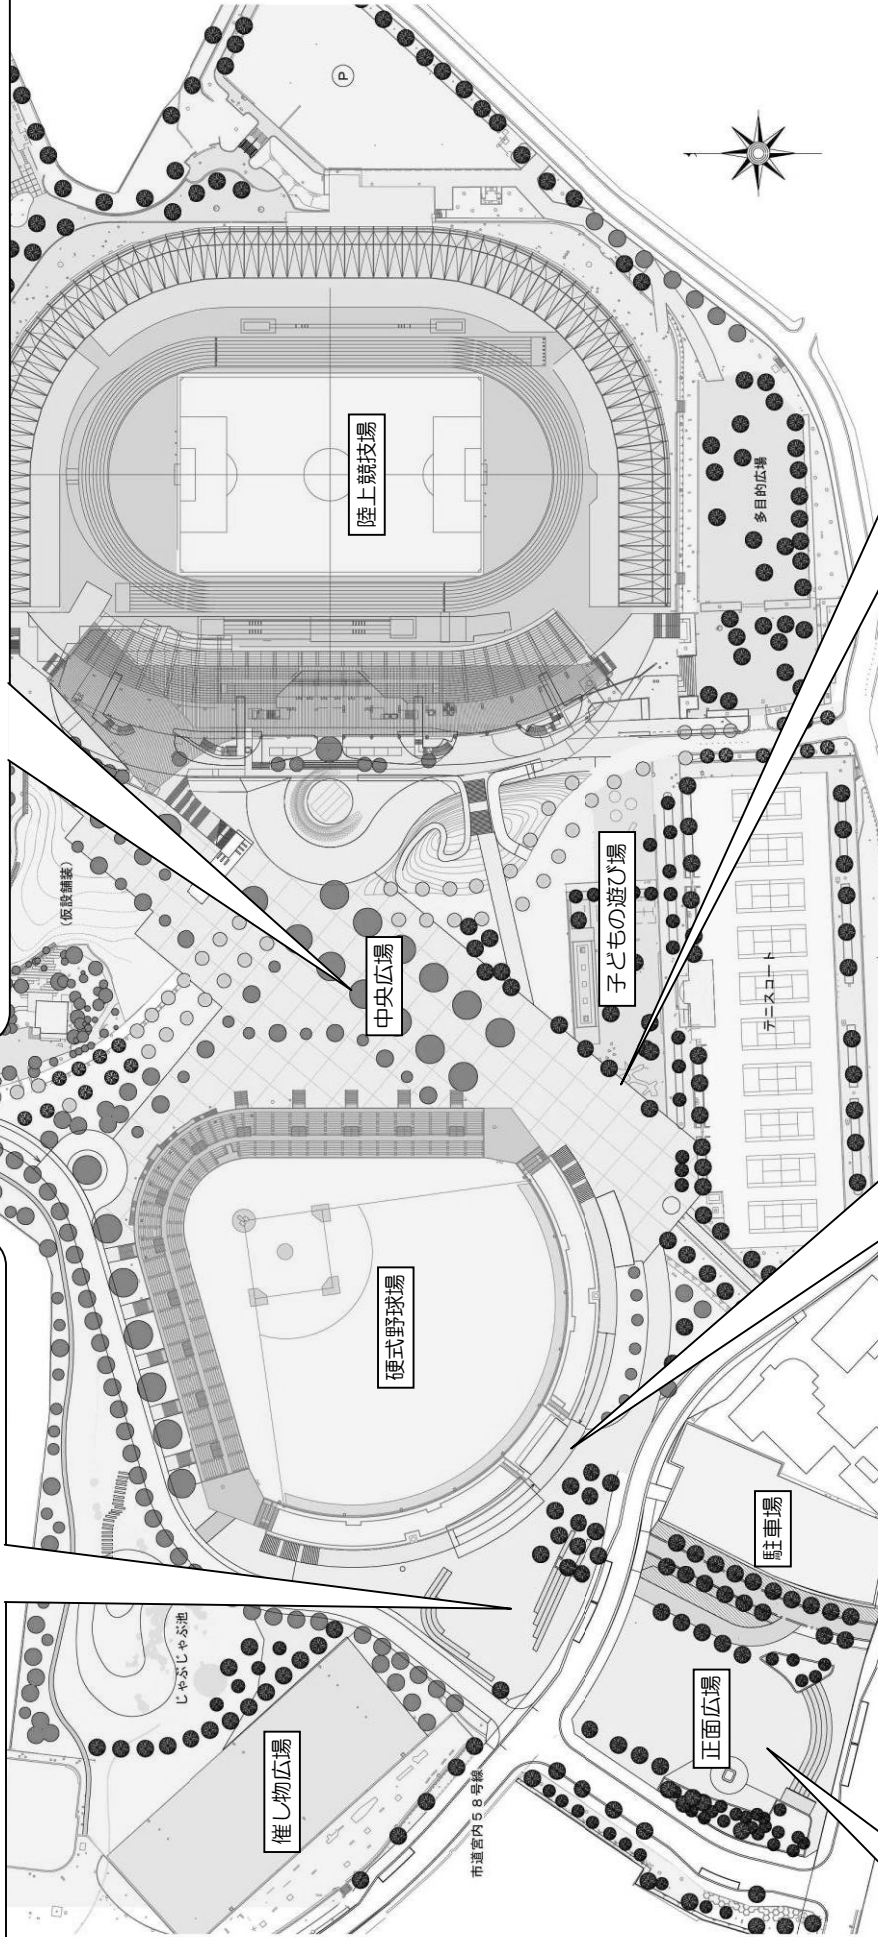 P
陸上競技場
多目的広場
(仮設舗装)
中央広場
子どもの遊び場
テニスコート
硬式野球場
じゃぶじゃぶ池
催し物広場
市道宮内58号線
駐車場
正面広場